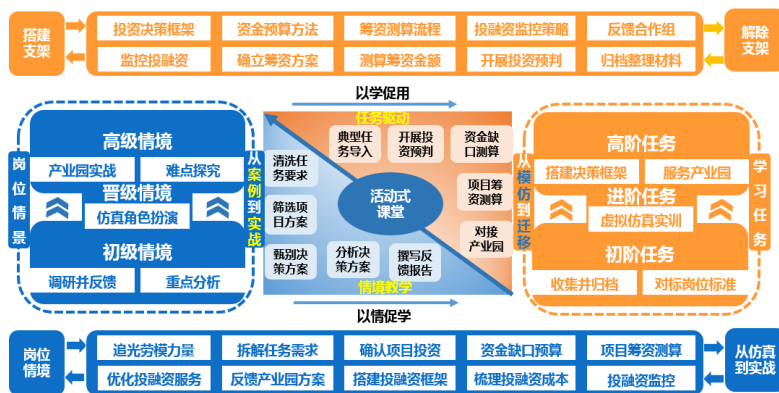 搭建
支架
投资决策框架
资金预算方法
筹资测算流程
投融资监控策略
反馈合作组
监控投融资
确立筹资方案
测算筹资金额
开展投资预判
归档整理材料
解除
支架
以学促用
岗位情景
高级情境
产业园实战
难点探究
晋级情境
仿真角色扮演
初级情境
调研并反馈
重点分析
从案例到实战
任务驱动
典型任
务导入
开展投
资预判
资金缺
口测算
清洗任
务要求
项目筹
资测算
筛选项
目方案
活动式
课堂
对接
产业园
甄别决
策方案
分析决
策方案
撰写反
馈报告
情境教学
以情促学
从模仿到迁移
高阶任务
搭建决策框架
服务产业园
进阶任务
虚拟仿真实训
初阶任务
收集并归档
对标岗位标准
学习任务
岗位
情境
追光劳模力量
拆解任务需求
确认项目投资
资金缺口预算
项目筹资测算
优化投融资服务
反馈产业园方案
搭建投融资框架
梳理投融资成本
投融资监控
从仿真
到实战